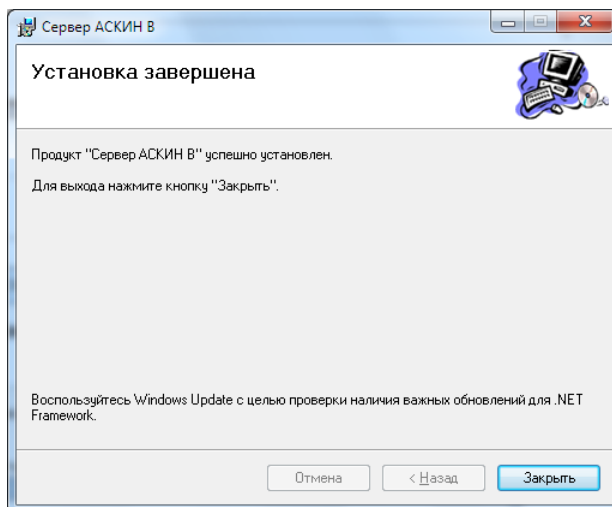 Сервер АСКИН В
Установка завершена
Продукт "Сервер АСКИН В" успешно установлен.
Для выхода нажмите кнопку "Закрыть".
Воспользуйтесь Windows Update с целью проверки наличия важных обновлений для .NET
Framework.
Отмена
< Назад
Закрыть